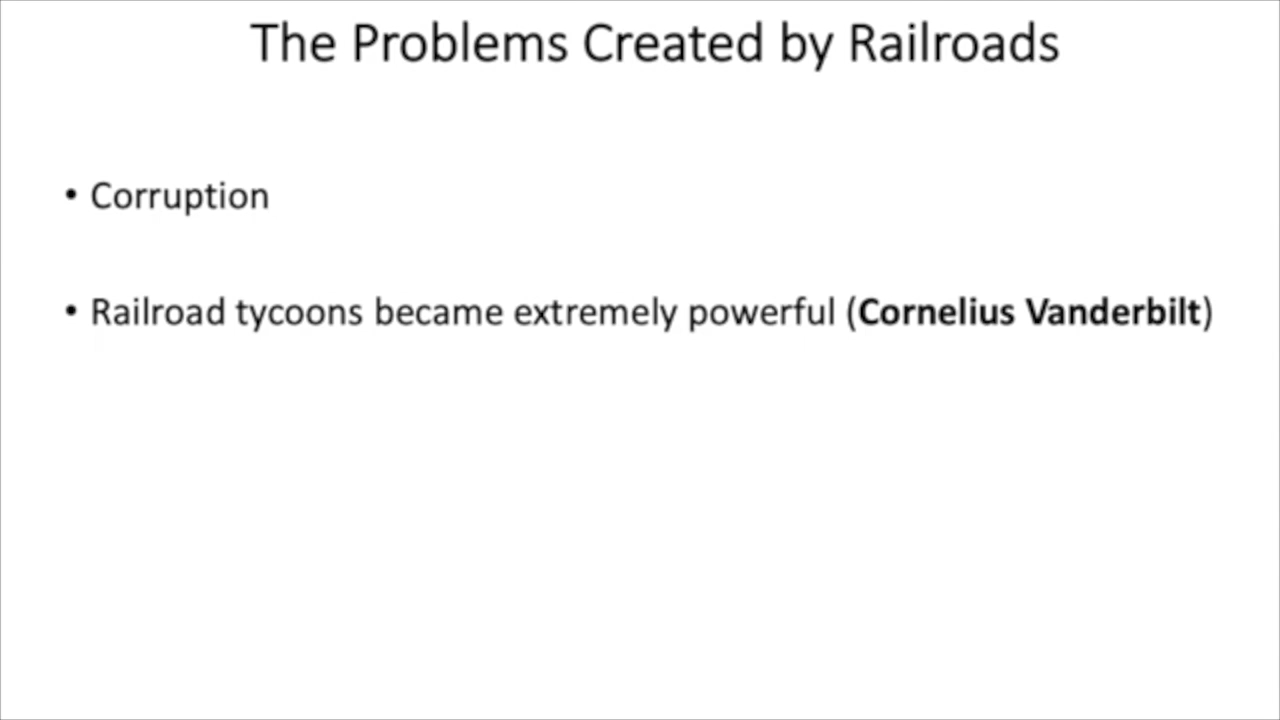 The Problems Created by Railroads
• Corruption
• Railroad tycoons became extremely powerful (Cornelius Vanderbilt)